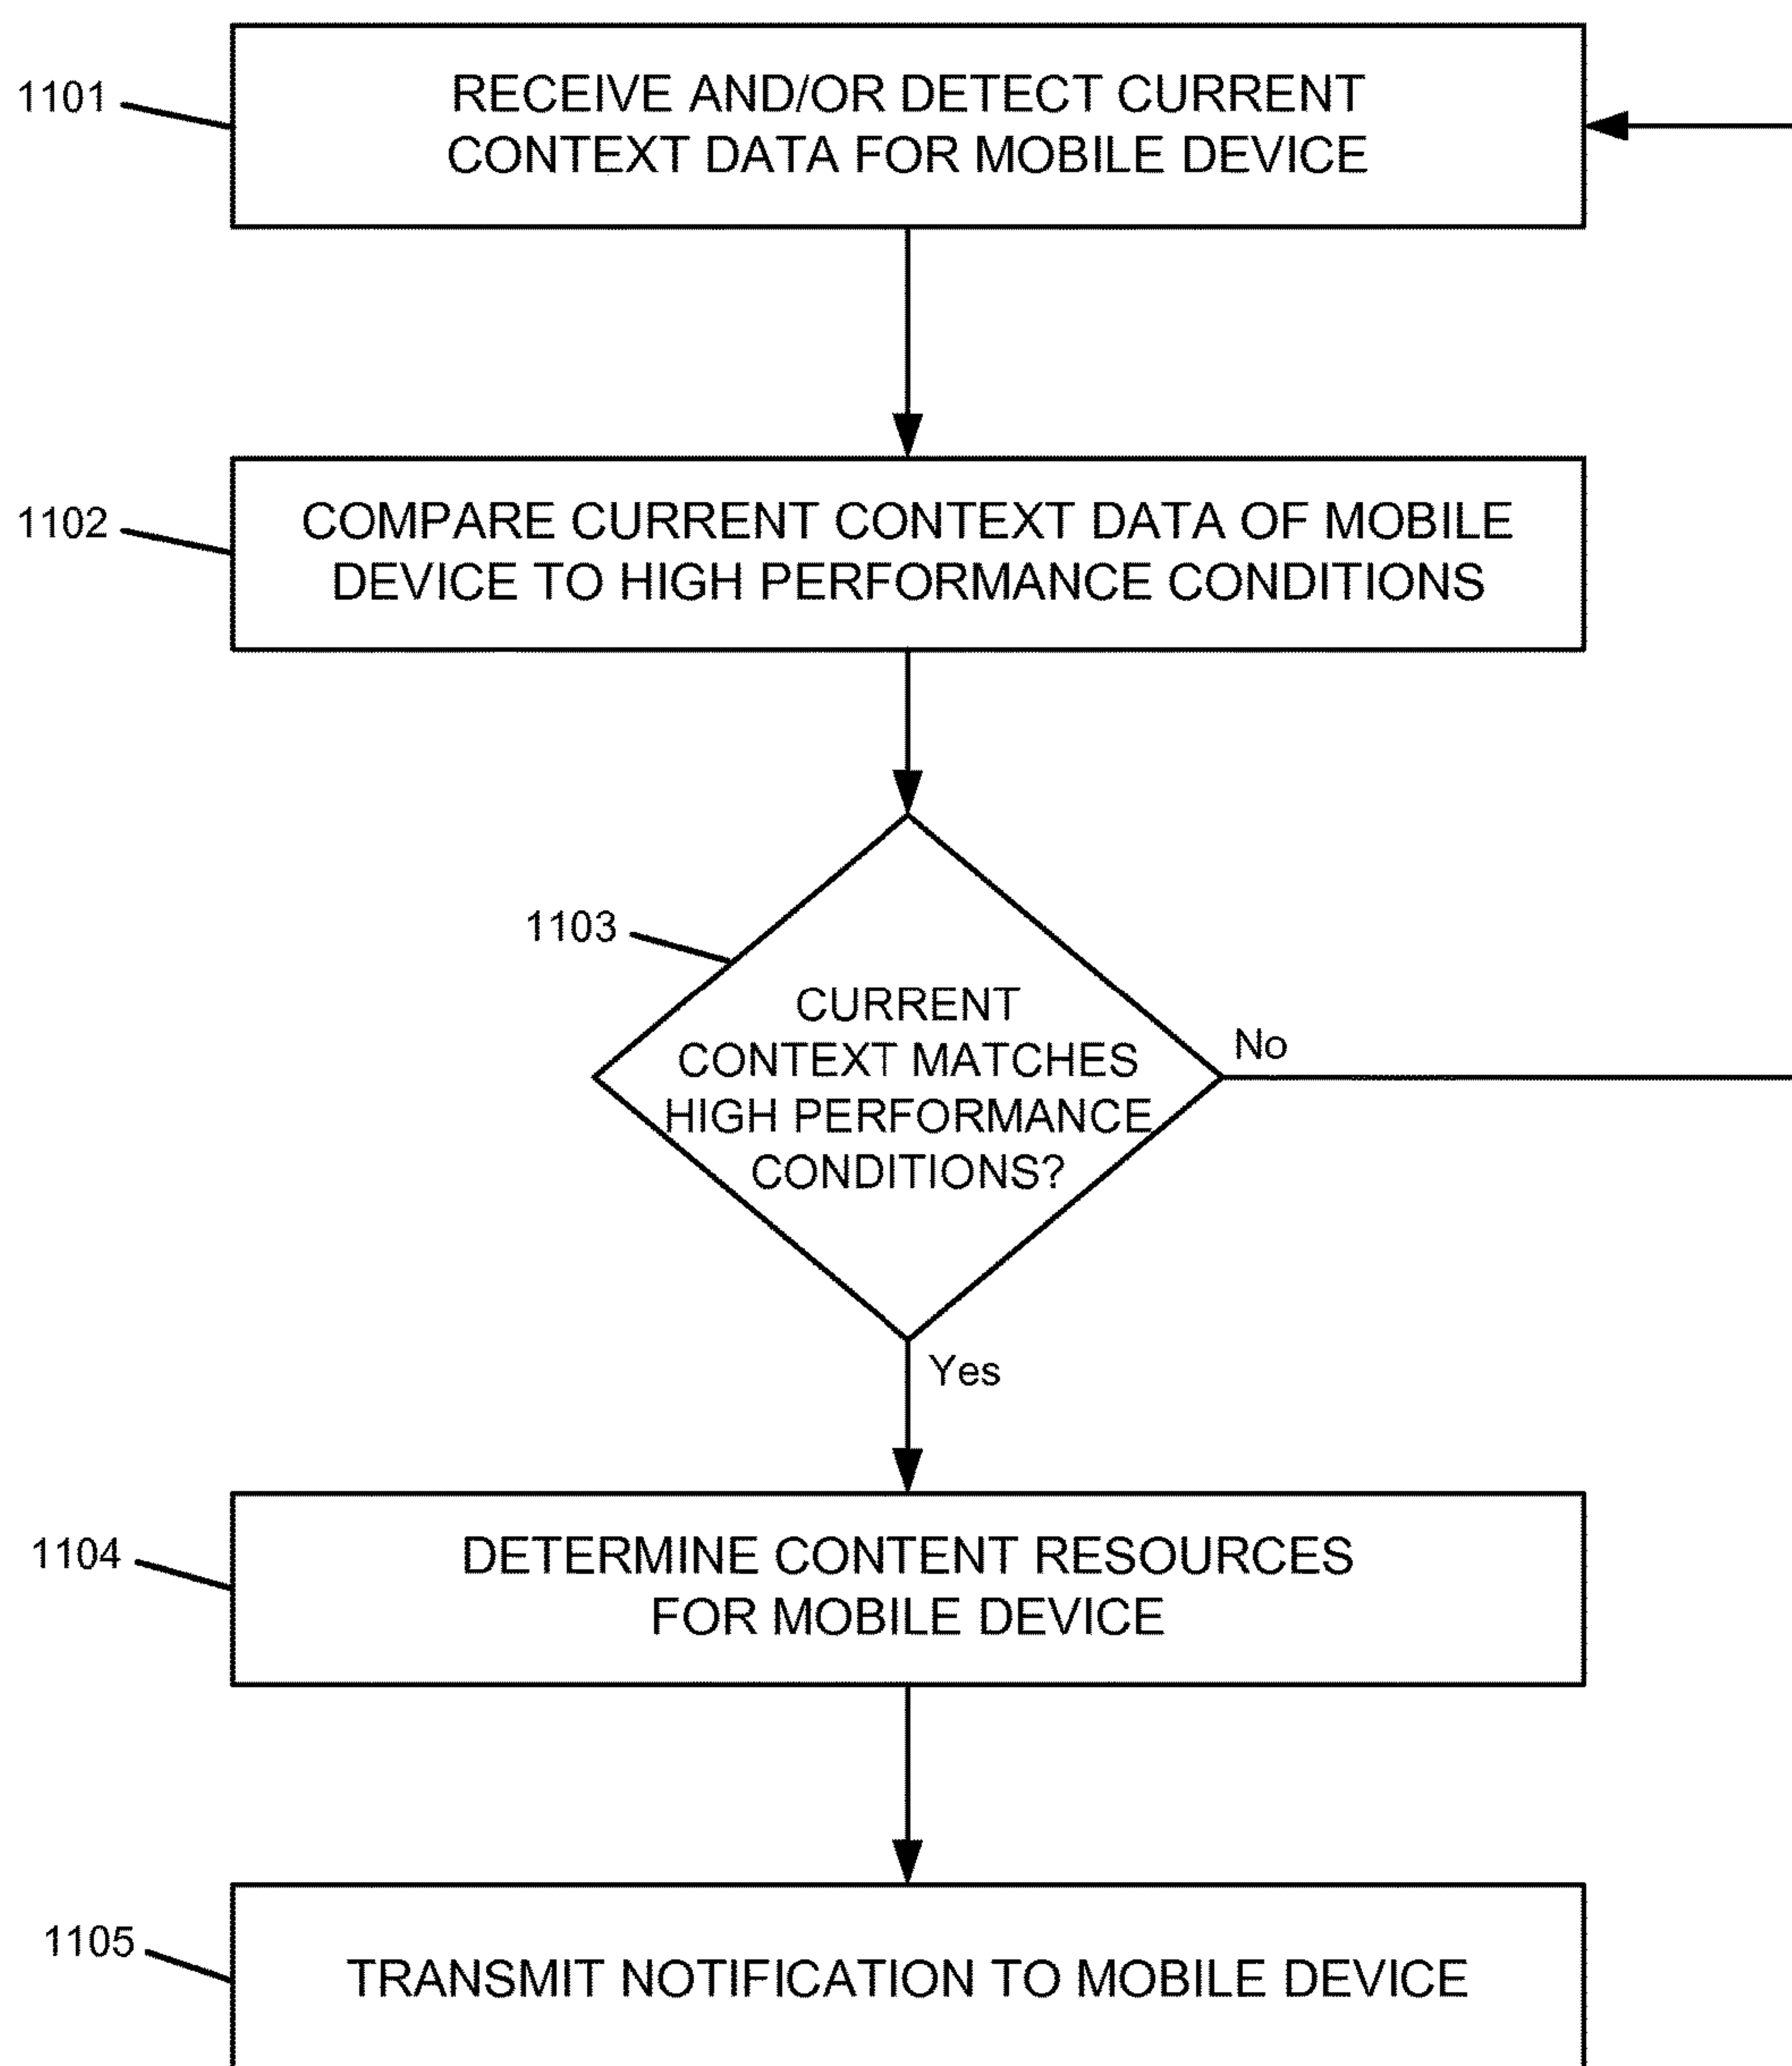 1101
RECEIVE AND/OR DETECT CURRENT
CONTEXT DATA FOR MOBILE DEVICE
1102
COMPARE CURRENT CONTEXT DATA OF MOBILE
DEVICE TO HIGH PERFORMANCE CONDITIONS
1103
CURRENT
CONTEXT MATCHES
HIGH PERFORMANCE
CONDITIONS?
No
Yes
1104
DETERMINE CONTENT RESOURCES
FOR MOBILE DEVICE
1105
TRANSMIT NOTIFICATION TO MOBILE DEVICE